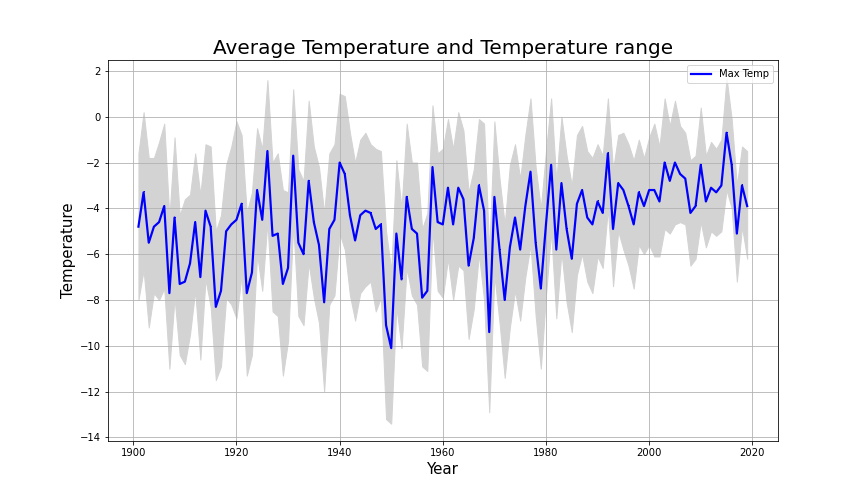 Average Temperature and Temperature range
Max Temp
Temperature
2
0
−2
−4
−6
−8
−10
−12
−14
1900 1920 1940 1960 1980 2000 2020
Year